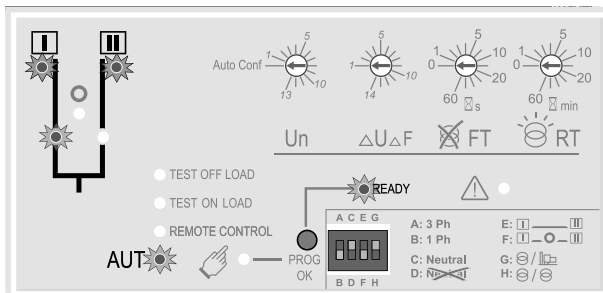 I II
5 5 5 5
Auto Conf 1 10 1 10 0 10 0 10
13 14 20 20
60 s 60 min
Un △U△F FT RT
TEST OFF LOAD
TEST ON LOAD
REMOTE CONTROL
AUT
READY
PROG
OK
A C E G
B D F H
A: 3 Ph
B: 1 Ph
C: Neutral
D: Neutral
E: I II
F: I O II
G: /
H: /